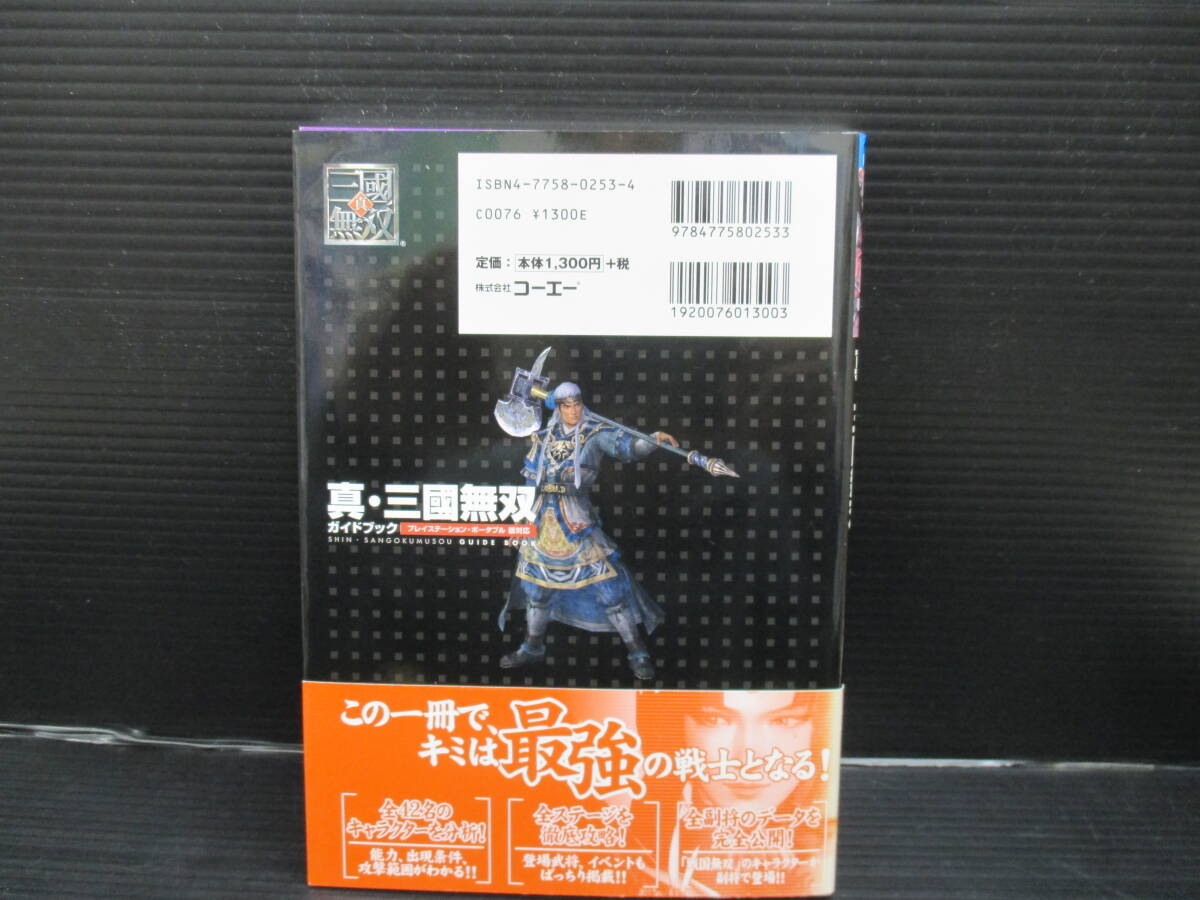 真
三國
無双
®
ISBN4-7758-0253-4
C0076 ¥1300E
定価：本体1,300円+税
株式会社コーエー®
9784775802533
1920076013003
真・三國無双
ガイドブック プレイステーション・ポータブル 版対応
SHIN・SANGOKUMUSOU GUIDE BOOK
この一冊で、
キミは最強の戦士となる！
全42名の
キャラクターを分析！
能力、出現条件、
攻撃範囲がわかる！！
全ステージを
徹底攻略！
登場武将、イベントも
ばっちり掲載！！
全副将のデータを
完全公開！
「戦国無双」のキャラクターが
副将で登場！！